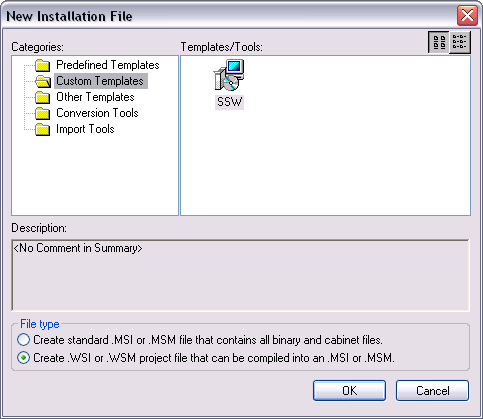 New Installation File
Categories:
Templates/Tools:
Predefined Templates
Custom Templates
Other Templates
Conversion Tools
Import Tools
SSW
Description:
<No Comment in Summary>
File type
Create standard .MSI or .MSM file that contains all binary and cabinet files.
Create .WSI or .WSM project file that can be compiled into an .MSI or .MSM.
OK
Cancel